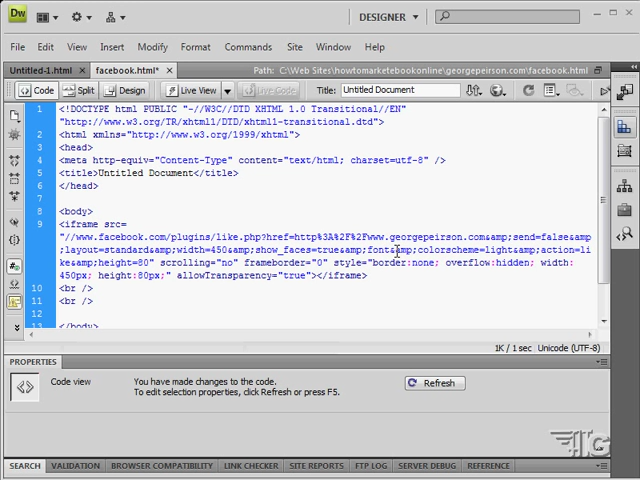 Dw
DESIGNER
File Edit View Insert Modify Format Commands Site Window Help
Untitled-1.html × facebook.html* × Path: C:\Web Sites\howtomarketebookonline\georgepeirson.com\facebook.html
Code Split Design Live View Title: Untitled Document
1 <!DOCTYPE html PUBLIC "-//W3C//DTD XHTML 1.0 Transitional//EN"
"http://www.w3.org/TR/xhtml1/DTD/xhtml1-transitional.dtd">
2 <html xmlns="http://www.w3.org/1999/xhtml">
3 <head>
4 <meta http-equiv="Content-Type" content="text/html; charset=utf-8" />
5 <title>Untitled Document</title>
6 </head>
7
8 <body>
9 <iframe src=
"//www.facebook.com/plugins/like.php?href=http%3A%2F%2Fwww.georgepeirson.com&amp;send=false&amp
;layout=standard&amp;width=450&amp;show_faces=true&amp;font&amp;colorscheme=light&amp;action=li
ke&amp;height=80" scrolling="no" frameborder="0" style="border:none; overflow:hidden; width:
450px; height:80px;" allowTransparency="true"></iframe>
10 <br />
11 <br />
12
13 </body>
1K / 1 sec Unicode (UTF-8)
PROPERTIES
Code view You have made changes to the code. Refresh
To edit selection properties, click Refresh or press F5.
SEARCH VALIDATION BROWSER COMPATIBILITY LINK CHECKER SITE REPORTS FTP LOG SERVER DEBUG REFERENCE